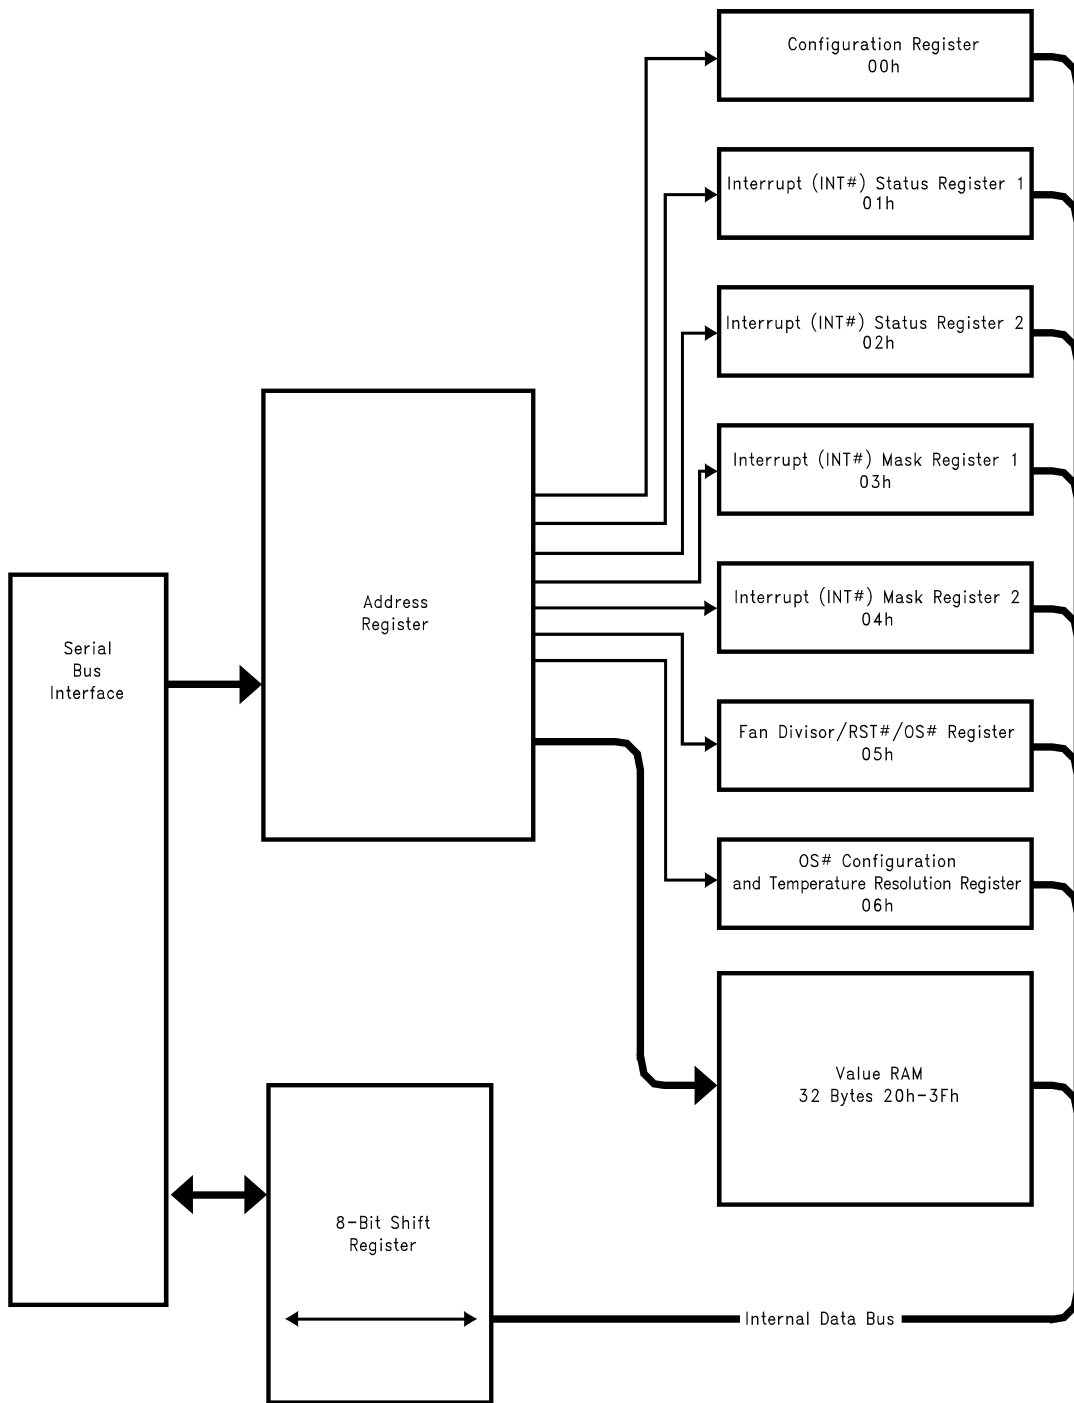 Configuration Register
00h
Interrupt (INT#) Status Register 1
01h
Interrupt (INT#) Status Register 2
02h
Interrupt (INT#) Mask Register 1
03h
Interrupt (INT#) Mask Register 2
04h
Address
Register
Serial
Bus
Interface
Fan Divisor/RST#/OS# Register
05h
OS# Configuration
and Temperature Resolution Register
06h
Value RAM
32 Bytes 20h-3Fh
8-Bit Shift
Register
Internal Data Bus